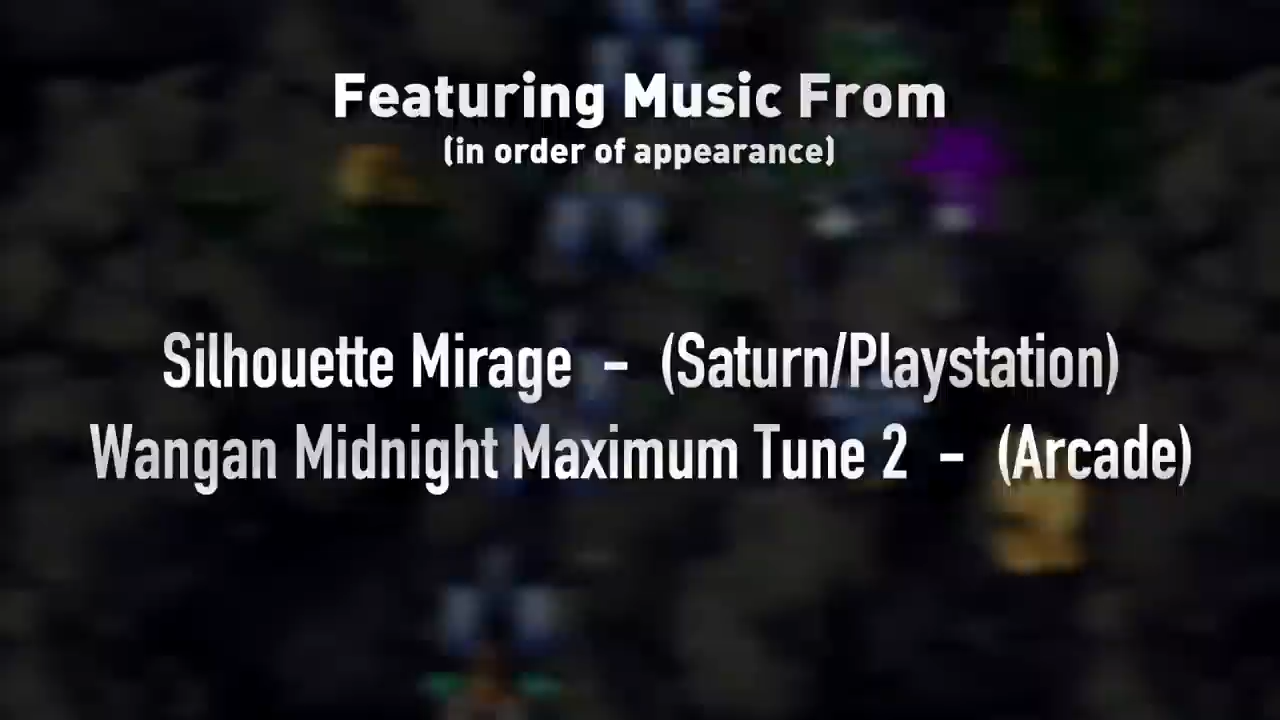 Featuring Music From
(in order of appearance)
Silhouette Mirage - (Saturn/Playstation)
Wangan Midnight Maximum Tune 2 - (Arcade)